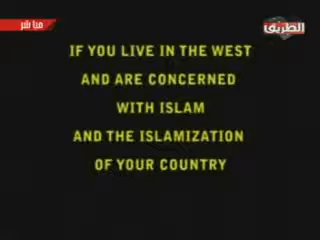 مباشر
الطريق
IF YOU LIVE IN THE WEST
AND ARE CONCERNED
WITH ISLAM
AND THE ISLAMIZATION
OF YOUR COUNTRY